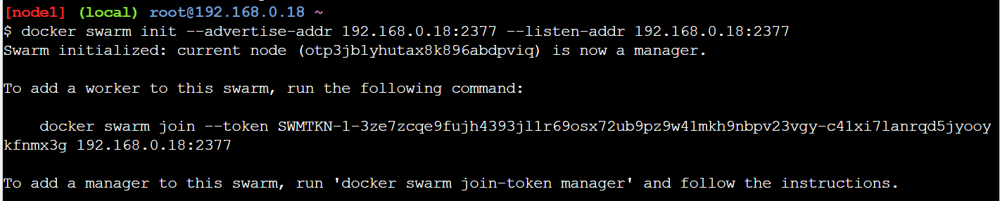 [node1] (local) root@192.168.0.18 ~
$ docker swarm init --advertise-addr 192.168.0.18:2377 --listen-addr 192.168.0.18:2377
Swarm initialized: current node (otp3jblyhutax8k896abdpviq) is now a manager.
To add a worker to this swarm, run the following command:
docker swarm join --token SWMTKN-1-3ze7zcqe9fujh4393jl1r69osx72ub9pz9w41mkh9nbpv23vgy-c41xi7lanrqd5jyooy
kfnmx3g 192.168.0.18:2377
To add a manager to this swarm, run 'docker swarm join-token manager' and follow the instructions.